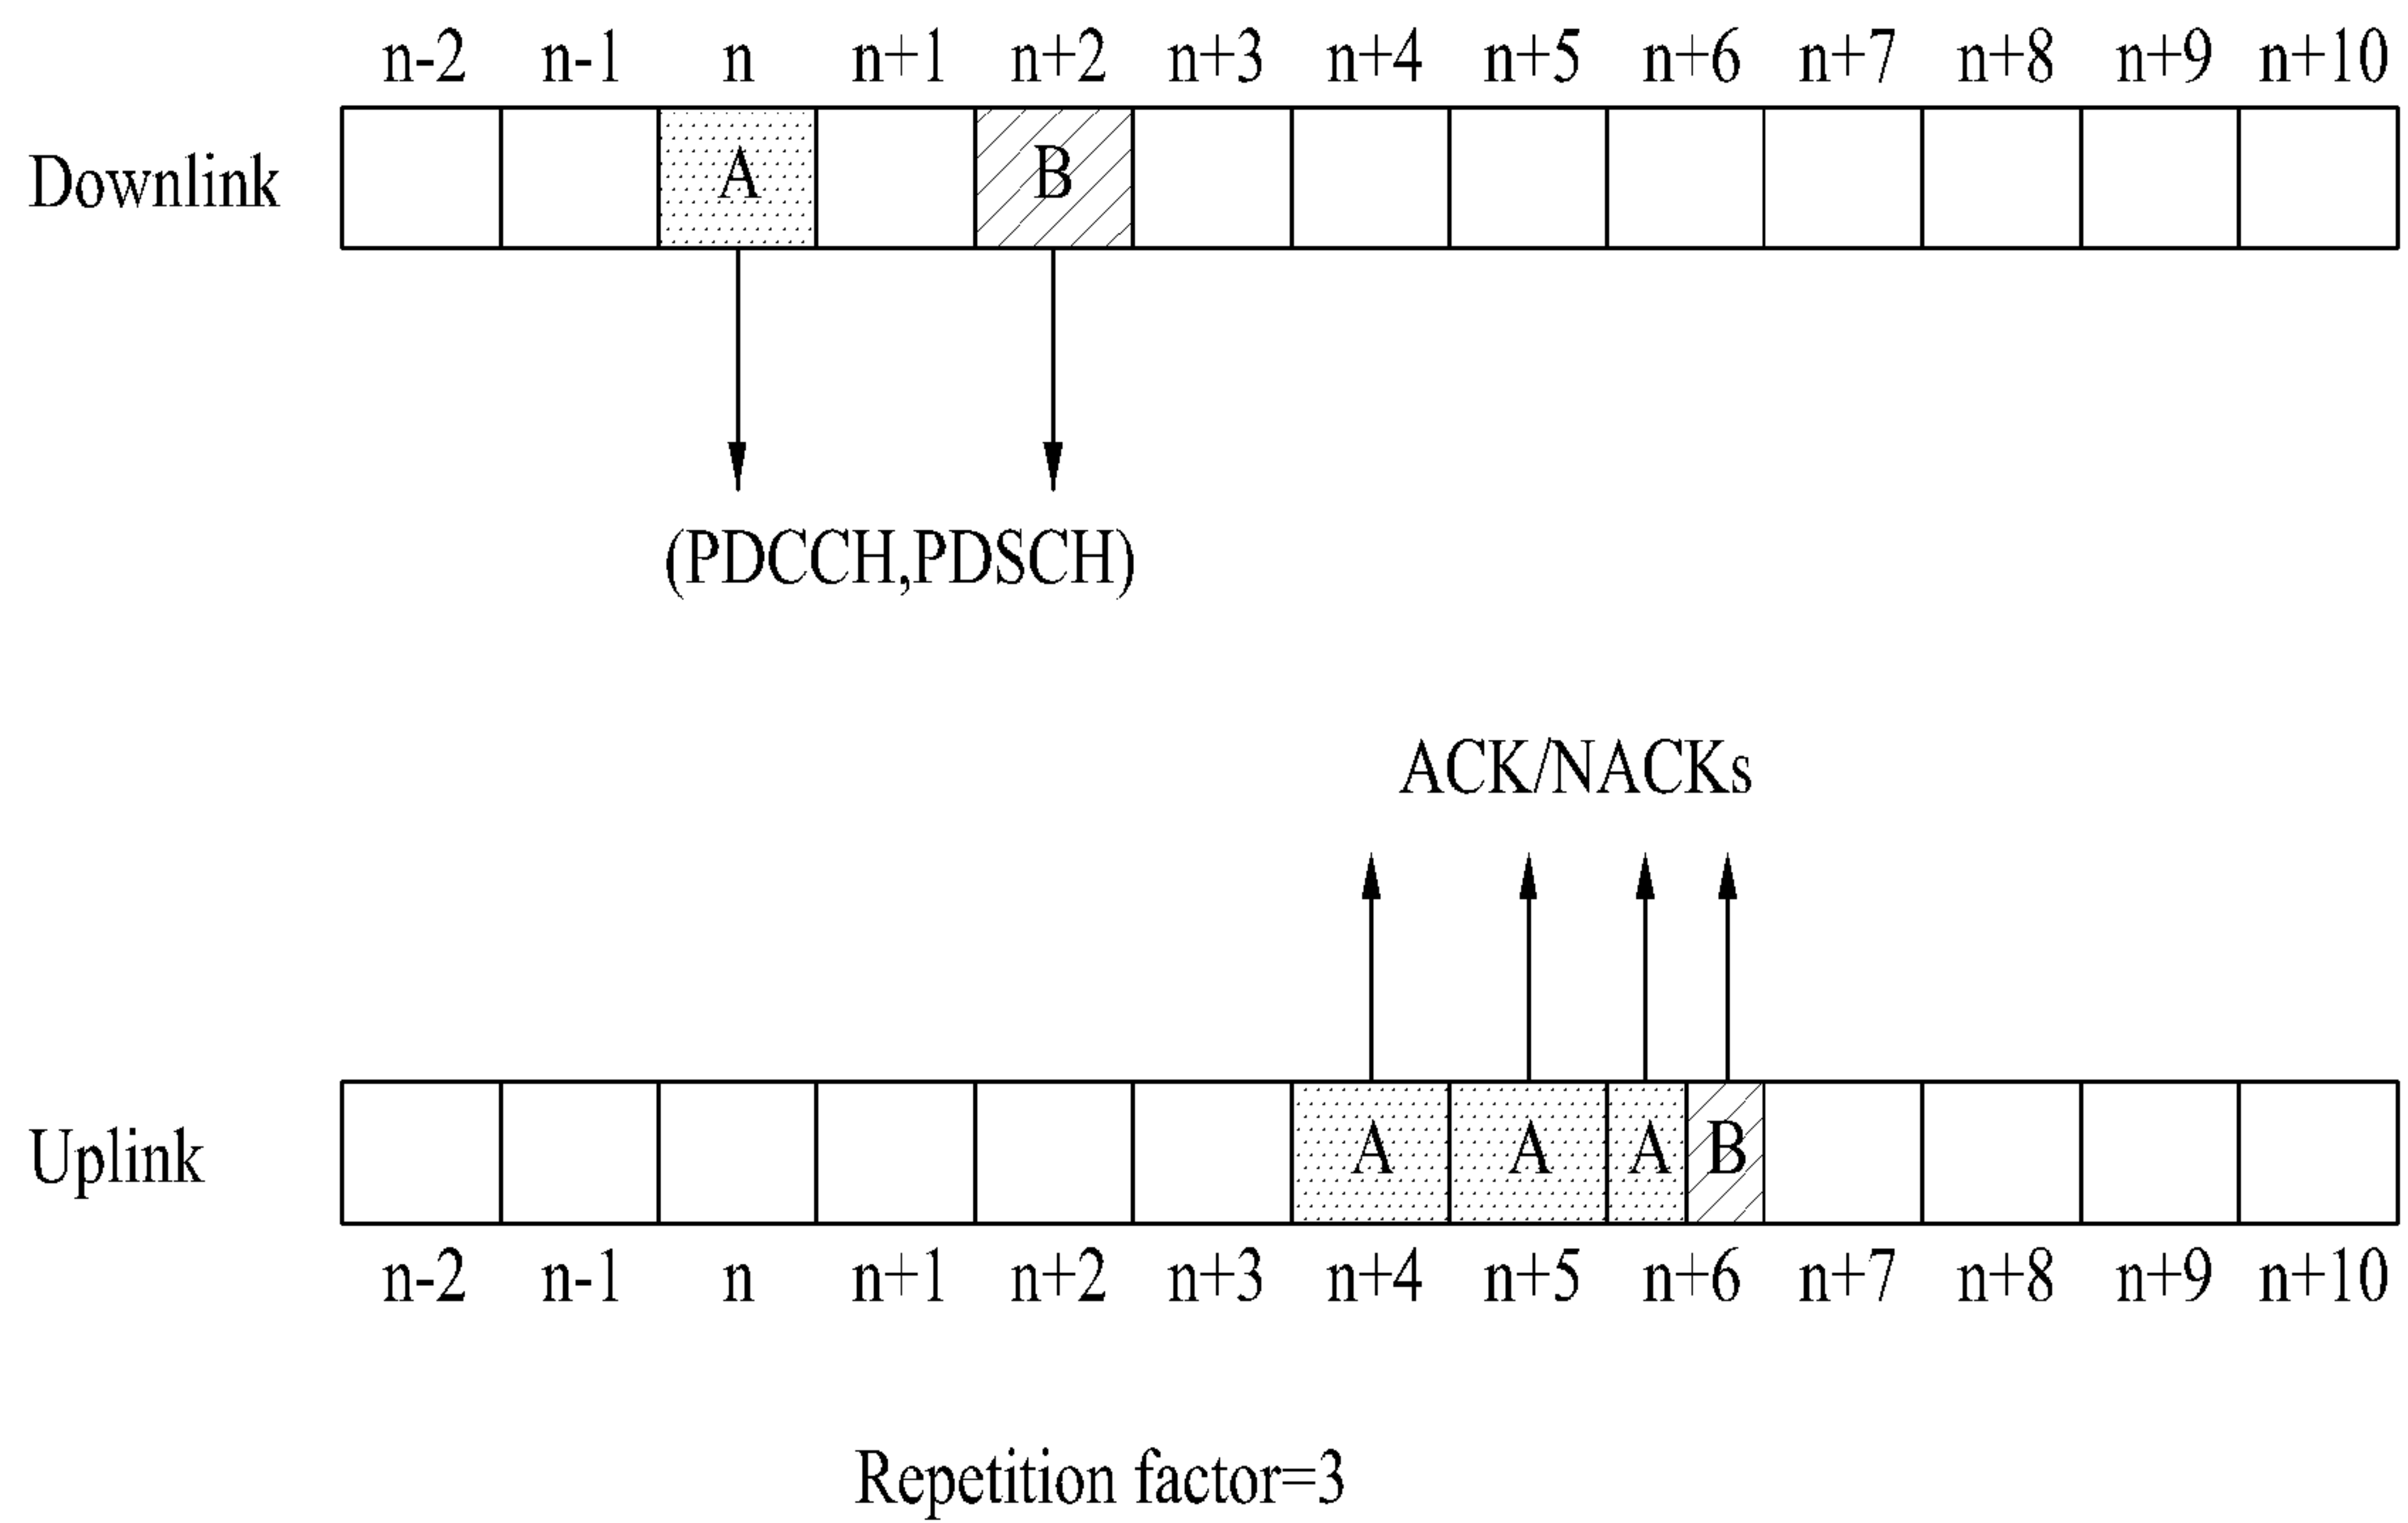 n-2 n-1 n n+1 n+2 n+3 n+4 n+5 n+6 n+7 n+8 n+9 n+10
Downlink A B
(PDCCH,PDSCH)
ACK/NACKs
Uplink A A A B
n-2 n-1 n n+1 n+2 n+3 n+4 n+5 n+6 n+7 n+8 n+9 n+10
Repetition factor=3